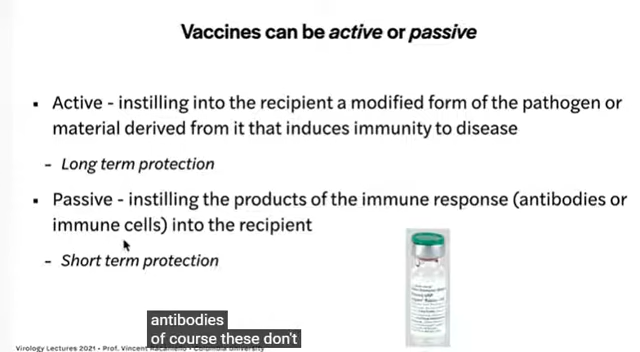 Vaccines can be active or passive
▪ Active - instilling into the recipient a modified form of the pathogen or
material derived from it that induces immunity to disease
- Long term protection
▪ Passive - instilling the products of the immune response (antibodies or
immune cells) into the recipient
- Short term protection
antibodies
of course these don't
Virology Lectures 2021 • Prof. Vincent